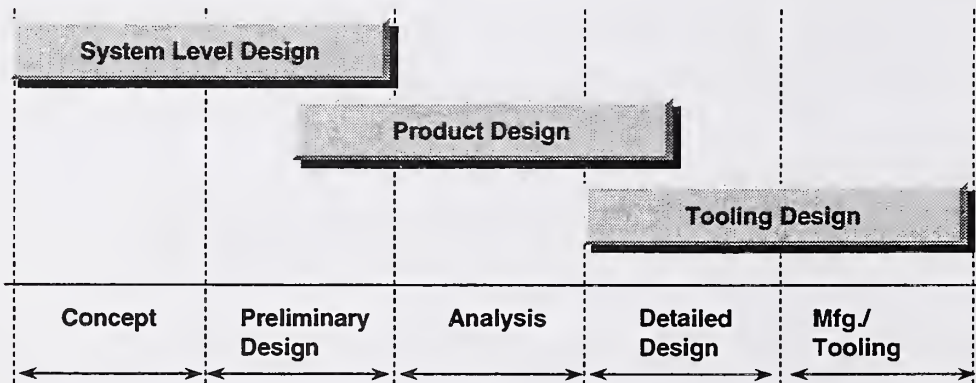 System Level Design
Product Design
Tooling Design
Concept
Preliminary
Design
Analysis
Detailed
Design
Mfg./
Tooling